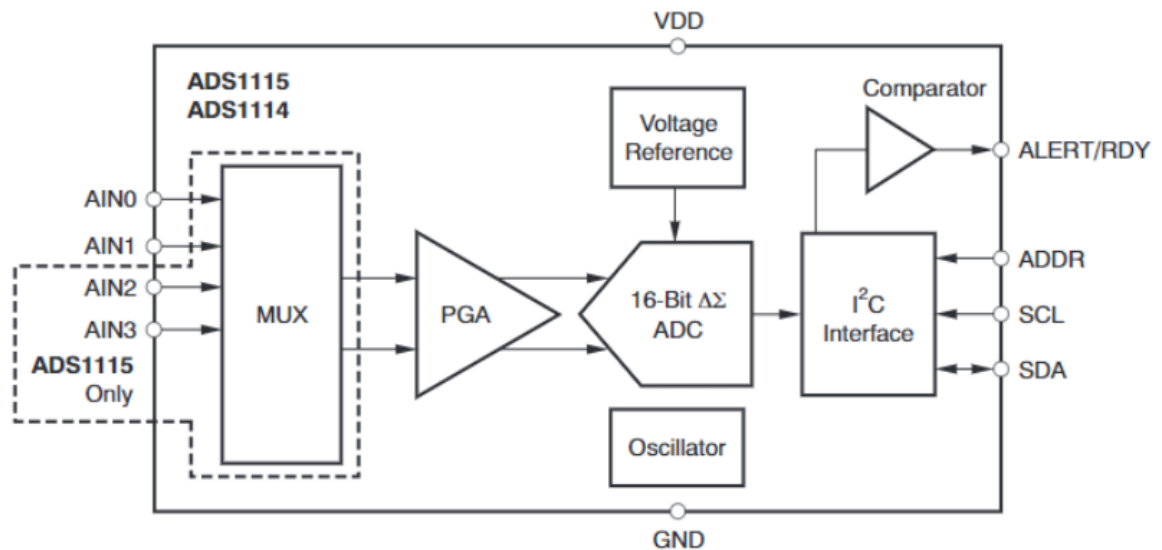 VDD
ADS1115
ADS1114
Voltage
Reference
Comparator
ALERT/RDY
AIN0
AIN1
AIN2
AIN3
ADS1115
Only
MUX
PGA
16-Bit ΔΣ
ADC
I²C
Interface
ADDR
SCL
SDA
Oscillator
GND